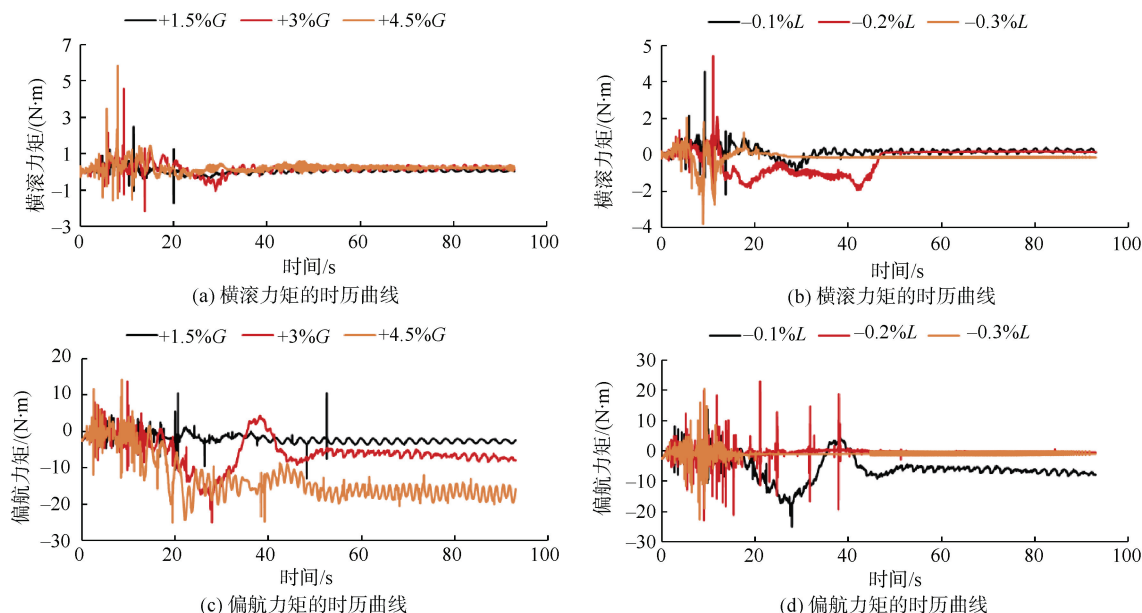 +1.5%G +3%G +4.5%G
7
5
3
1
-1
-3
0 20 40 60 80 100
横滚力矩/(N·m)
时间/s
(a) 横滚力矩的时历曲线
–0.1%L –0.2%L –0.3%L
5
4
2
0
–2
–4
0 20 40 60 80 100
横滚力矩/(N·m)
时间/s
(b) 横滚力矩的时历曲线
+1.5%G +3%G +4.5%G
20
10
0
–10
–20
–30
0 20 40 60 80 100
偏航力矩/(N·m)
时间/s
(c) 偏航力矩的时历曲线
–0.1%L –0.2%L –0.3%L
30
20
10
0
–10
–20
–30
0 20 40 60 80 100
偏航力矩/(N·m)
时间/s
(d) 偏航力矩的时历曲线